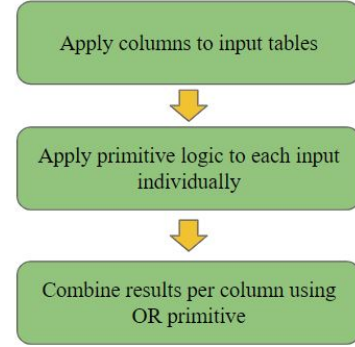 Apply columns to input tables
Apply primitive logic to each input
individually
Combine results per column using
OR primitive